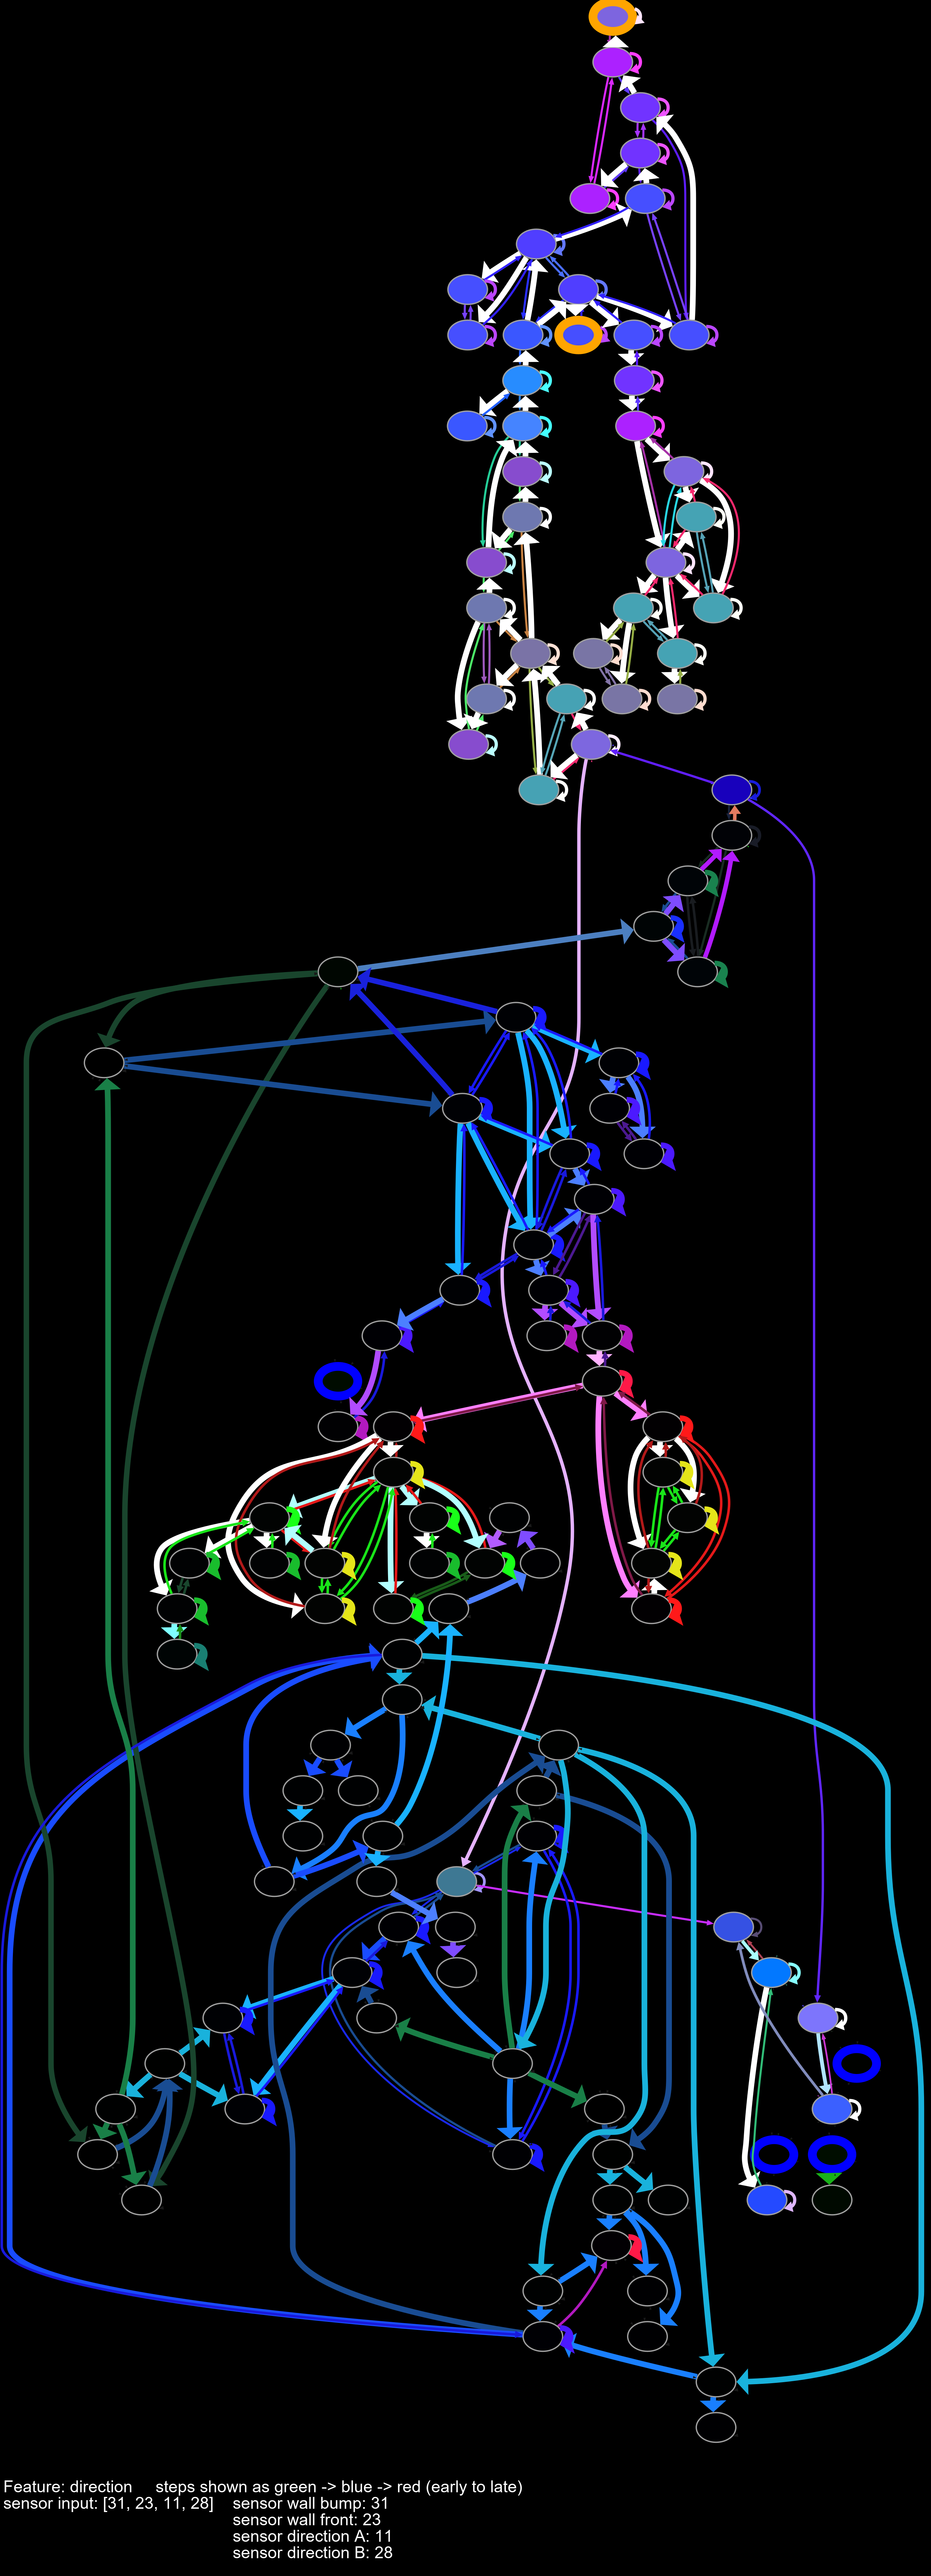 Feature: direction steps shown as green -> blue -> red (early to late)
sensor input: [31, 23, 11, 28] sensor wall bump: 31
sensor wall front: 23
sensor direction A: 11
sensor direction B: 28